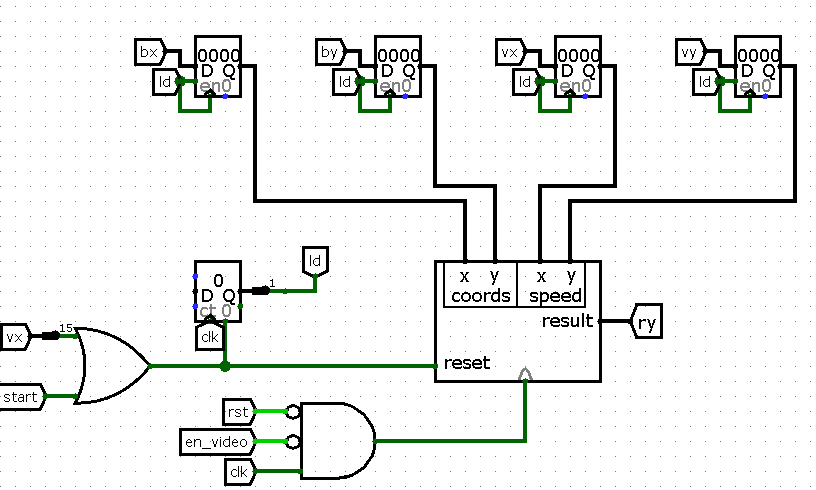 bx 0000 by 0000 vx 0000 vy 0000
ld D Q ld D Q ld D Q ld D Q
en0 en0 en0 en0
ld
0 x y x y
D Q 1 coords speed
ct 0 result ry
clk
vx 15
reset
start
rst
en_video
clk